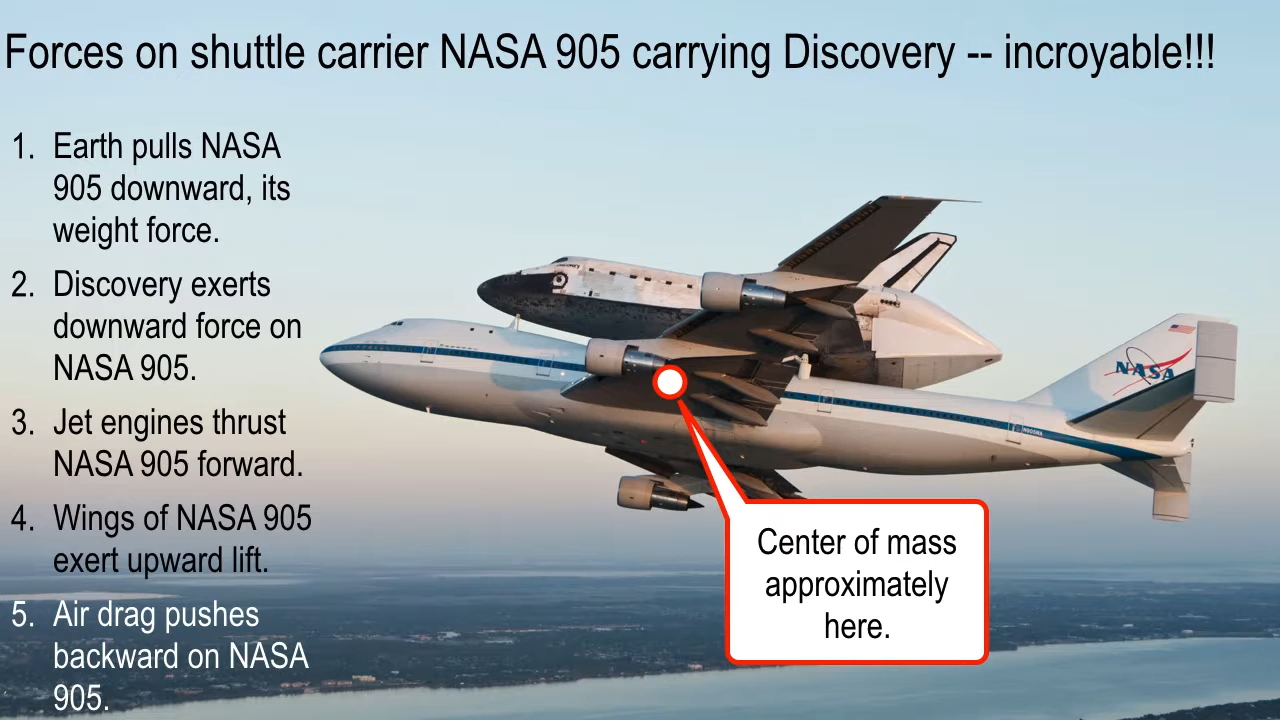 Forces on shuttle carrier NASA 905 carrying Discovery -- incroyable!!!
1. Earth pulls NASA
905 downward, its
weight force.
2. Discovery exerts
downward force on
NASA 905.
3. Jet engines thrust
NASA 905 forward.
4. Wings of NASA 905
exert upward lift.
5. Air drag pushes
backward on NASA
905.
Discovery
NASA
N905NA
Center of mass
approximately
here.